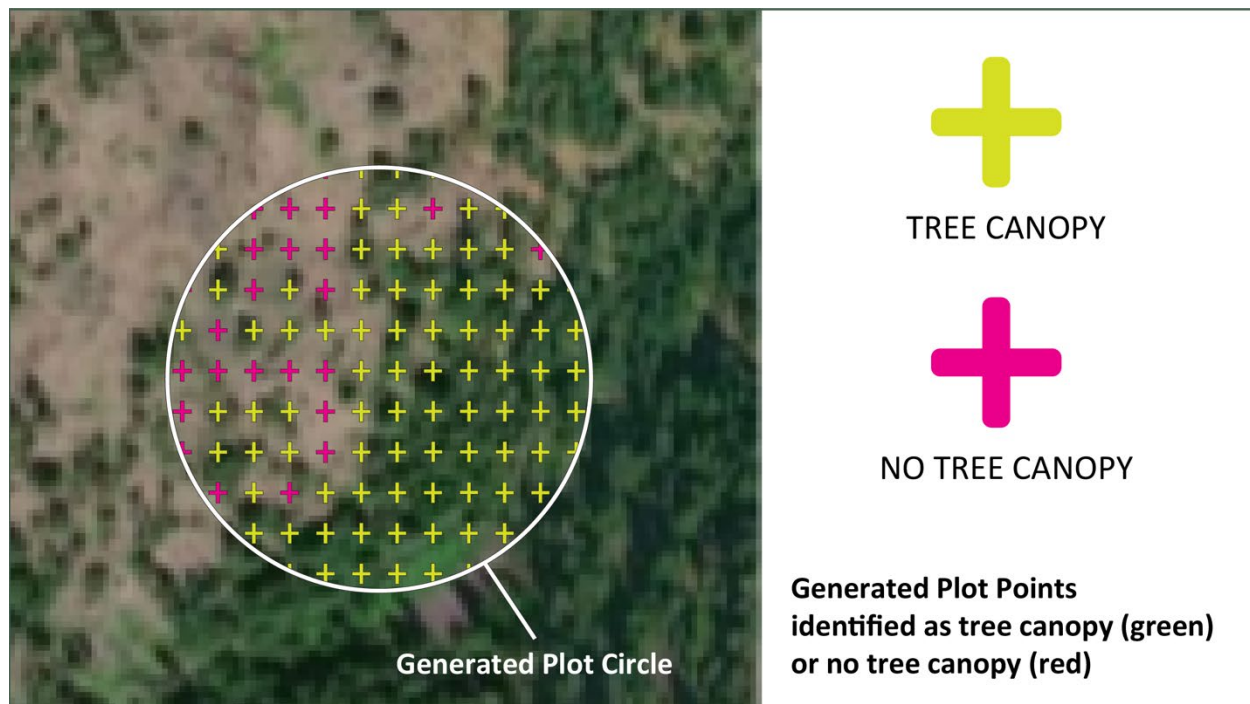 TREE CANOPY
NO TREE CANOPY
Generated Plot Points
identified as tree canopy (green)
or no tree canopy (red)
Generated Plot Circle